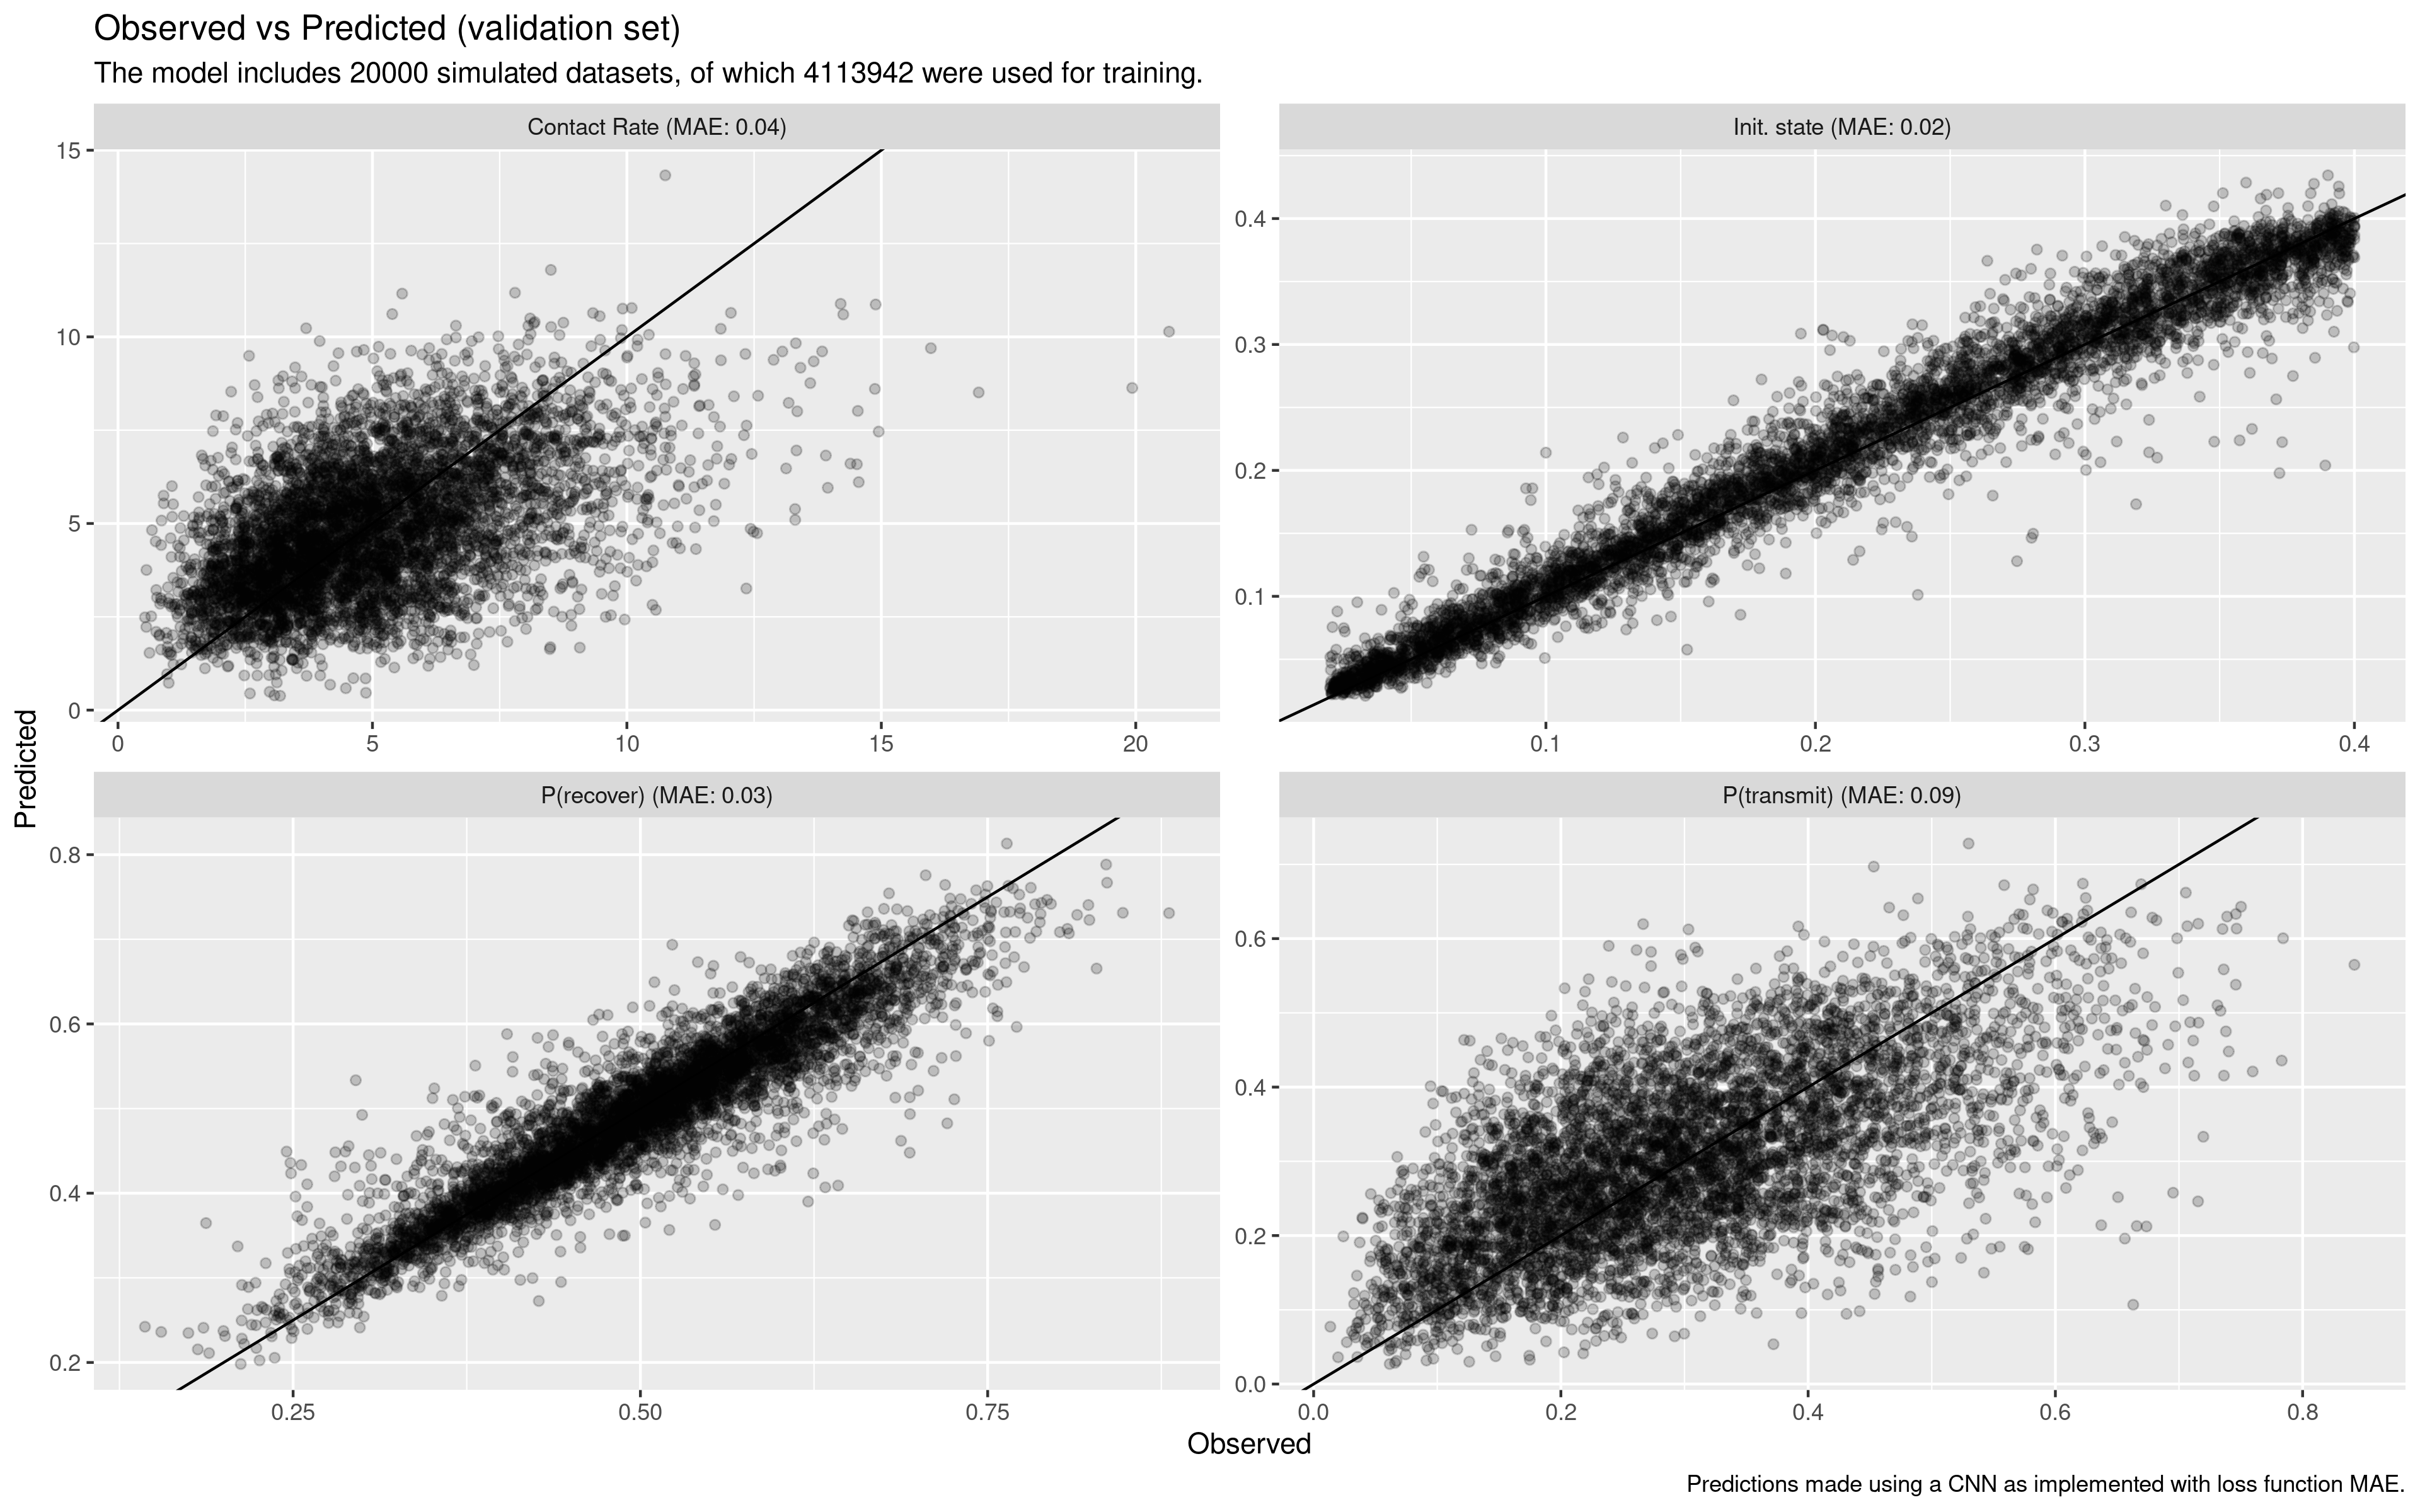 Observed vs Predicted (validation set)
The model includes 20000 simulated datasets, of which 4113942 were used for training.
Contact Rate (MAE: 0.04)
15
10
5
0
0 5 10 15 20
Init. state (MAE: 0.02)
0.4
0.3
0.2
0.1
0.1 0.2 0.3 0.4
Predicted
P(recover) (MAE: 0.03)
0.8
0.6
0.4
0.2
0.25 0.50 0.75
P(transmit) (MAE: 0.09)
0.6
0.4
0.2
0.0
0.0 0.2 0.4 0.6 0.8
Observed
Predictions made using a CNN as implemented with loss function MAE.